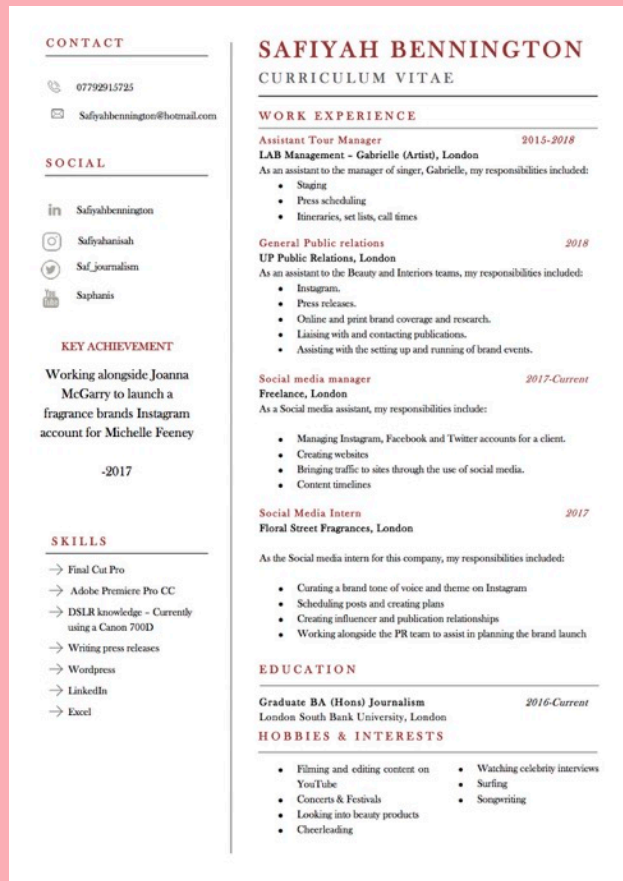 CONTACT
07792915725
Safiyahbennington@hotmail.com
SOCIAL
in Safiyahbennington
Safiyahanisah
Saf_journalism
You Tube Saphanis
KEY ACHIEVEMENT
Working alongside Joanna
McGarry to launch a
fragrance brands Instagram
account for Michelle Feeney
-2017
SKILLS
Final Cut Pro
Adobe Premiere Pro CC
DSLR knowledge – Currently
using a Canon 700D
Writing press releases
Wordpress
LinkedIn
Excel
SAFIYAH BENNINGTON
CURRICULUM VITAE
WORK EXPERIENCE
Assistant Tour Manager 2015-2018
LAB Management – Gabrielle (Artist), London
As an assistant to the manager of singer, Gabrielle, my responsibilities included:
• Staging
• Press scheduling
• Itineraries, set lists, call times
General Public relations 2018
UP Public Relations, London
As an assistant to the Beauty and Interiors teams, my responsibilities included:
• Instagram.
• Press releases.
• Online and print brand coverage and research.
• Liaising with and contacting publications.
• Assisting with the setting up and running of brand events.
Social media manager 2017-Current
Freelance, London
As a Social media assistant, my responsibilities include:
• Managing Instagram, Facebook and Twitter accounts for a client.
• Creating websites
• Bringing traffic to sites through the use of social media.
• Content timelines
Social Media Intern 2017
Floral Street Fragrances, London
As the Social media intern for this company, my responsibilities included:
• Curating a brand tone of voice and theme on Instagram
• Scheduling posts and creating plans
• Creating influencer and publication relationships
• Working alongside the PR team to assist in planning the brand launch
EDUCATION
Graduate BA (Hons) Journalism 2016-Current
London South Bank University, London
HOBBIES & INTERESTS
• Filming and editing content on
YouTube
• Concerts & Festivals
• Looking into beauty products
• Cheerleading
• Watching celebrity interviews
• Surfing
• Songwriting